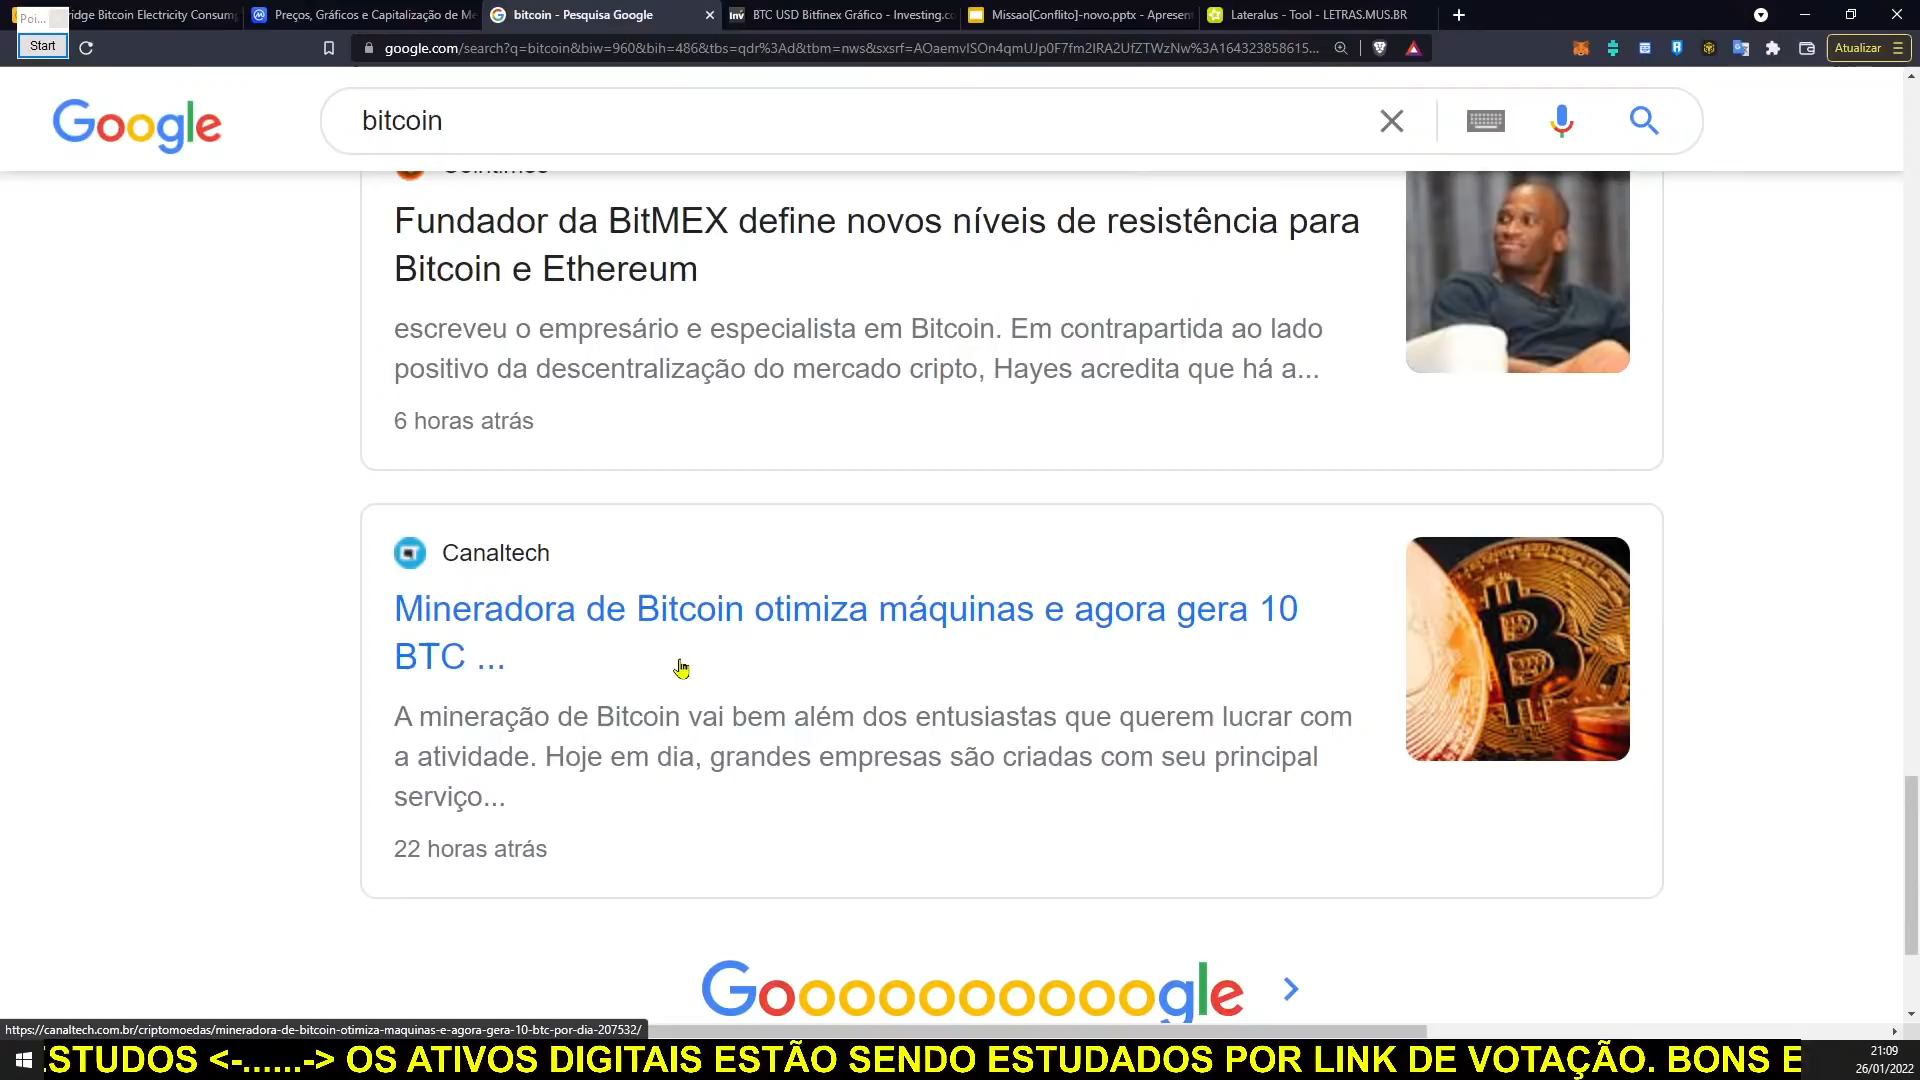 Poi...
ridge Bitcoin Electricity Consump
Preços, Gráficos e Capitalização de Me
bitcoin - Pesquisa Google
BTC USD Bitfinex Gráfico - Investing.co
Missao[Conflito]-novo.pptx - Apresen
Lateralus - Tool - LETRAS.MUS.BR
Start
google.com/search?q=bitcoin&biw=960&bih=486&tbs=qdr%3Ad&tbm=nws&sxsrf=AOaemvISOn4qmUJp0F7fm2IRA2UfZTWzNw%3A164323858615...
Atualizar
Google
bitcoin
Fundador da BitMEX define novos níveis de resistência para
Bitcoin e Ethereum
escreveu o empresário e especialista em Bitcoin. Em contrapartida ao lado
positivo da descentralização do mercado cripto, Hayes acredita que há a...
6 horas atrás
Canaltech
Mineradora de Bitcoin otimiza máquinas e agora gera 10
BTC ...
A mineração de Bitcoin vai bem além dos entusiastas que querem lucrar com
a atividade. Hoje em dia, grandes empresas são criadas com seu principal
serviço...
22 horas atrás
Goooooooooogle
https://canaltech.com.br/criptomoedas/mineradora-de-bitcoin-otimiza-maquinas-e-agora-gera-10-btc-por-dia-207532/
ESTUDOS <-......-> OS ATIVOS DIGITAIS ESTÃO SENDO ESTUDADOS POR LINK DE VOTAÇÃO. BONS E
21:09
26/01/2022